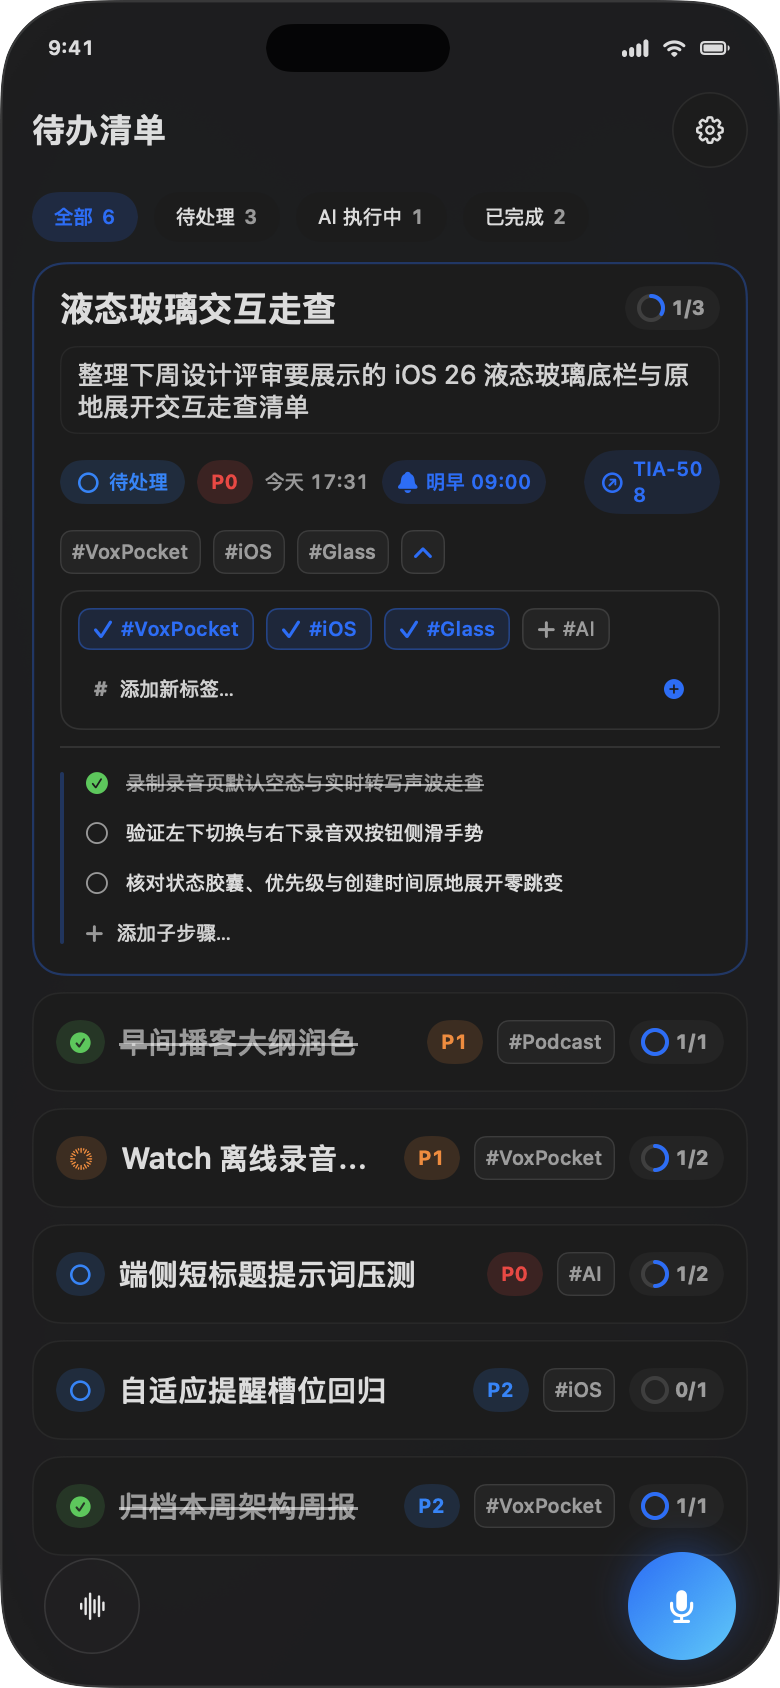 9:41
待办清单
全部 6 待处理 3 AI 执行中 1 已完成 2
液态玻璃交互走查 1/3
整理下周设计评审要展示的 iOS 26 液态玻璃底栏与原
地展开交互走查清单
待处理 P0 今天 17:31 明早 09:00 TIA-50
8
#VoxPocket #iOS #Glass
#VoxPocket #iOS #Glass + #AI
# 添加新标签...
录制录音页默认空态与实时转写声波走查
验证左下切换与右下录音双按钮侧滑手势
核对状态胶囊、优先级与创建时间原地展开零跳变
+ 添加子步骤...
早间播客大纲润色 P1 #Podcast 1/1
Watch 离线录音... P1 #VoxPocket 1/2
端侧短标题提示词压测 P0 #AI 1/2
自适应提醒槽位回归 P2 #iOS 0/1
归档本周架构周报 P2 #VoxPocket 1/1